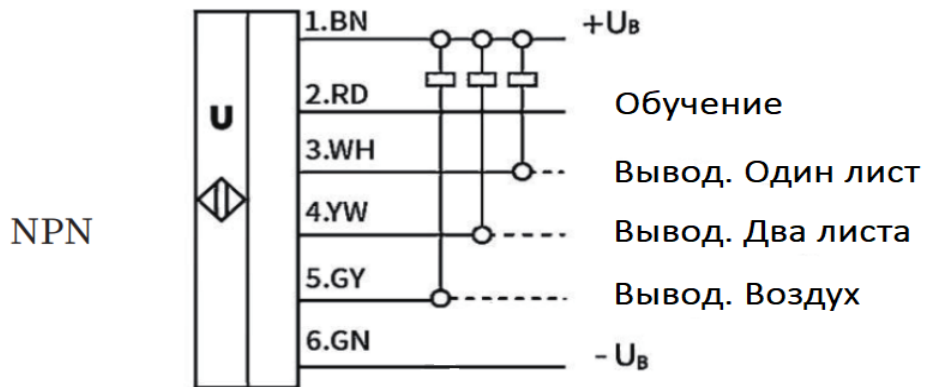 1.BN +UB
2.RD Обучение
U
3.WH Вывод. Один лист
4.YW Вывод. Два листа
NPN
5.GY Вывод. Воздух
6.GN - UB